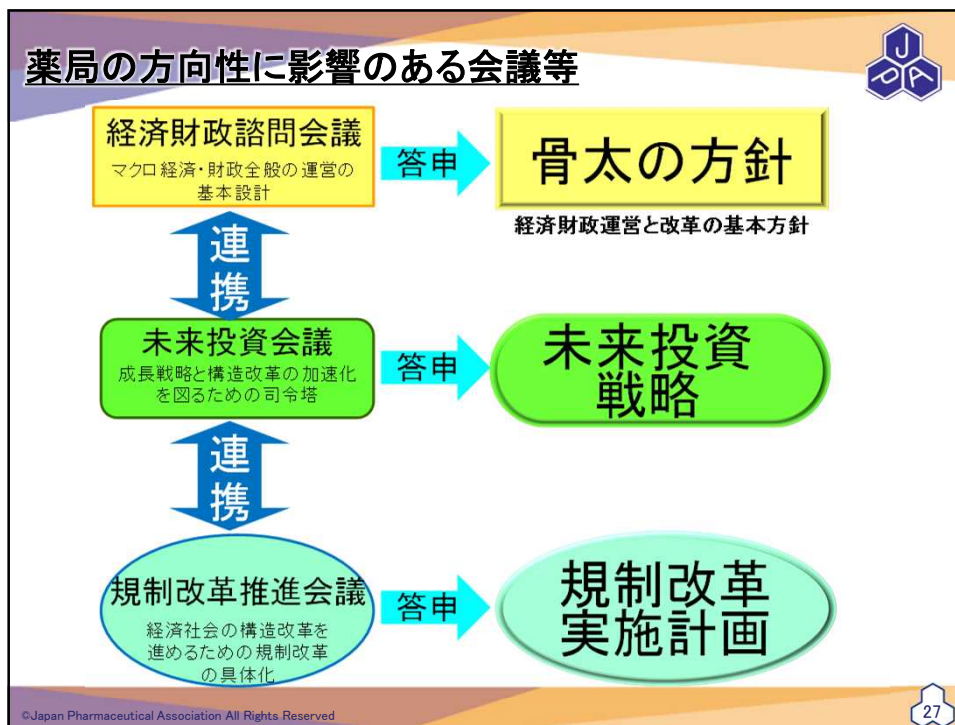 薬局の方向性に影響のある会議等
JPA
経済財政諮問会議
マクロ経済・財政全般の運営の
基本設計
答申
骨太の方針
経済財政運営と改革の基本方針
連
携
未来投資会議
成長戦略と構造改革の加速化
を図るための司令塔
答申
未来投資
戦略
連
携
規制改革推進会議
経済社会の構造改革を
進めるための規制改革
の具体化
答申
規制改革
実施計画
©Japan Pharmaceutical Association All Rights Reserved
27